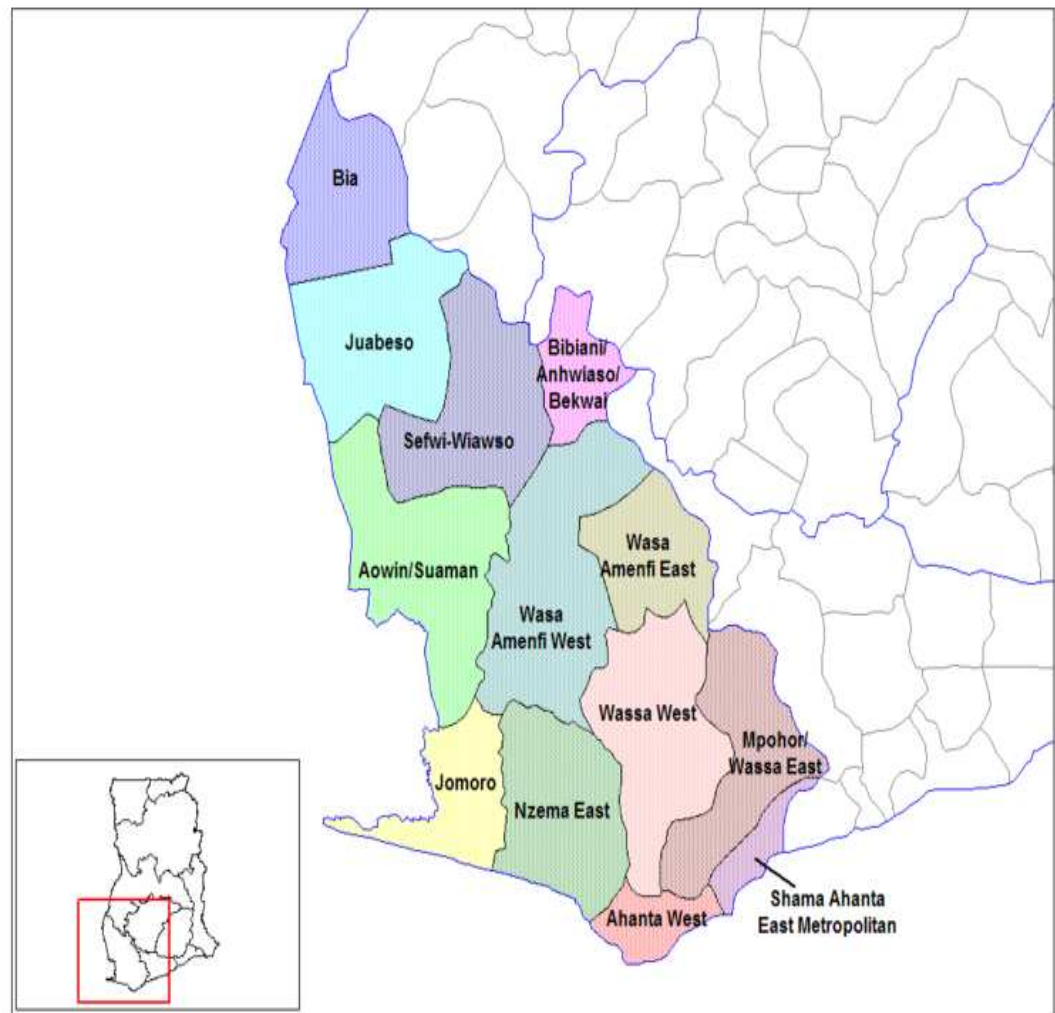 Bia
Juabeso
Bibiani/
Anhwiaso/
Bekwai
Sefwi-Wiawso
Aowin/Suaman
Wasa
Amenfi East
Wasa
Amenfi West
Wassa West
Mpohor/
Wassa East
Jomoro
Nzema East
Ahanta West
Shama Ahanta
East Metropolitan